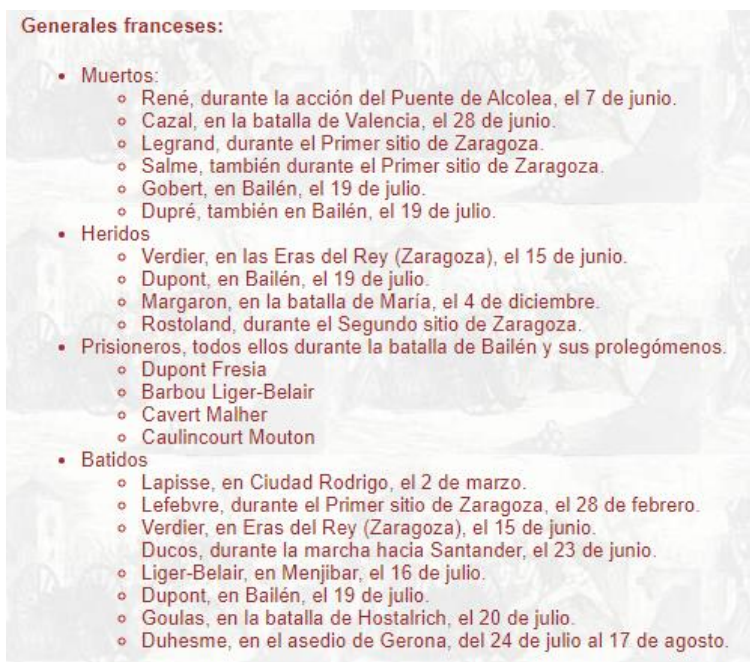 Generales franceses:
• Muertos:
◦ René, durante la acción del Puente de Alcolea, el 7 de junio.
◦ Cazal, en la batalla de Valencia, el 28 de junio.
◦ Legrand, durante el Primer sitio de Zaragoza.
◦ Salme, también durante el Primer sitio de Zaragoza.
◦ Gobert, en Bailén, el 19 de julio.
◦ Dupré, también en Bailén, el 19 de julio.
• Heridos
◦ Verdier, en las Eras del Rey (Zaragoza), el 15 de junio.
◦ Dupont, en Bailén, el 19 de julio.
◦ Margaron, en la batalla de María, el 4 de diciembre.
◦ Rostoland, durante el Segundo sitio de Zaragoza.
• Prisioneros, todos ellos durante la batalla de Bailén y sus prolegómenos.
◦ Dupont Fresia
◦ Barbou Liger-Belair
◦ Cavert Malher
◦ Caulincourt Mouton
• Batidos
◦ Lapisse, en Ciudad Rodrigo, el 2 de marzo.
◦ Lefebvre, durante el Primer sitio de Zaragoza, el 28 de febrero.
◦ Verdier, en Eras del Rey (Zaragoza), el 15 de junio.
Ducos, durante la marcha hacia Santander, el 23 de junio.
◦ Liger-Belair, en Menjibar, el 16 de julio.
◦ Dupont, en Bailén, el 19 de julio.
◦ Goulas, en la batalla de Hostalrich, el 20 de julio.
◦ Duhesme, en el asedio de Gerona, del 24 de julio al 17 de agosto.